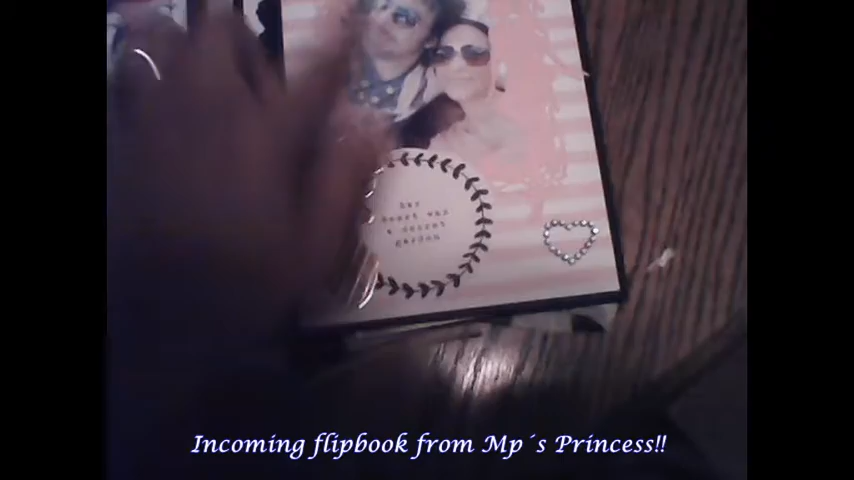 her
heart was
a secret
garden
Incoming flipbook from Mp´s Princess!!